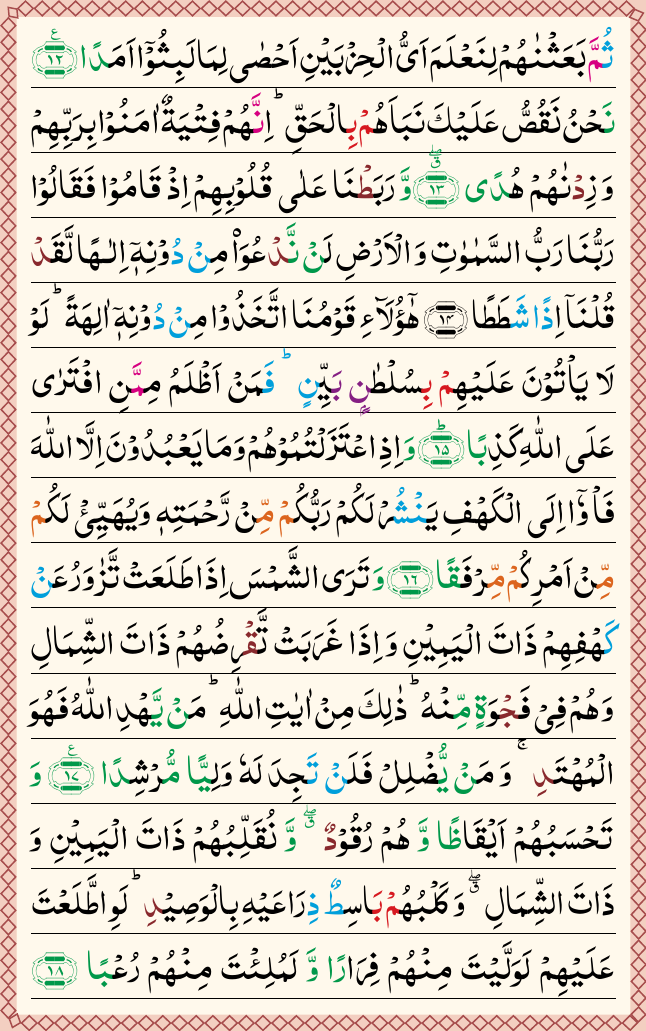 ثُمَّ بَعَثْنٰهُمْ لِنَعْلَمَ اَیُّ الْحِزْبَیْنِ اَحْصٰی لِمَا لَبِثُوْۤا اَمَدًا ۧ﴿۱۲﴾
نَحْنُ نَقُصُّ عَلَیْكَ نَبَاَهُمْ بِالْحَقِّ ؕ اِنَّهُمْ فِتْیَةٌ اٰمَنُوْا بِرَبِّهِمْ
وَ زِدْنٰهُمْ هُدًی ۖۗ﴿۱۳﴾ وَّ رَبَطْنَا عَلٰی قُلُوْبِهِمْ اِذْ قَامُوْا فَقَالُوْا
رَبُّنَا رَبُّ السَّمٰوٰتِ وَ الْاَرْضِ لَنْ نَّدْعُوَاۡ مِنْ دُوْنِهٖۤ اِلٰـهًا لَّقَدْ
قُلْنَاۤ اِذًا شَطَطًا ﴿۱۴﴾ هٰۤؤُلَآءِ قَوْمُنَا اتَّخَذُوْا مِنْ دُوْنِهٖۤ اٰلِهَةً ؕ لَوْ
لَا یَاْتُوْنَ عَلَیْهِمْ بِسُلْطٰنٍۭ بَیِّنٍ ؕ فَمَنْ اَظْلَمُ مِمَّنِ افْتَرٰی
عَلَی اللّٰهِ كَذِبًا ؕ﴿۱۵﴾ وَ اِذِ اعْتَزَلْتُمُوْهُمْ وَمَا یَعْبُدُوْنَ اِلَّا اللّٰهَ
فَاْوٗۤا اِلَی الْكَهْفِ یَنْشُرْ لَكُمْ رَبُّكُمْ مِّنْ رَّحْمَتِهٖ وَیُهَیِّئْ لَكُمْ
مِّنْ اَمْرِكُمْ مِّرْفَقًا ﴿۱۶﴾ وَ تَرَی الشَّمْسَ اِذَا طَلَعَتْ تَّزٰوَرُ عَنْ
كَهْفِهِمْ ذَاتَ الْیَمِیْنِ وَ اِذَا غَرَبَتْ تَّقْرِضُهُمْ ذَاتَ الشِّمَالِ
وَهُمْ فِیْ فَجْوَةٍ مِّنْهُ ؕ ذٰلِكَ مِنْ اٰیٰتِ اللّٰهِ ؕ مَنْ یَّهْدِ اللّٰهُ فَهُوَ
الْمُهْتَدِ ۚ وَ مَنْ یُّضْلِلْ فَلَنْ تَجِدَ لَهٗ وَلِیًّا مُّرْشِدًا ۧ﴿۱۷﴾ وَ
تَحْسَبُهُمْ اَیْقَاظًا وَّ هُمْ رُقُوْدٌ ۖۗ وَّ نُقَلِّبُهُمْ ذَاتَ الْیَمِیْنِ وَ
ذَاتَ الشِّمَالِ ۖۗ وَ كَلْبُهُمْ بَاسِطٌ ذِرَاعَیْهِ بِالْوَصِیْدِ ؕ لَوِ اطَّلَعْتَ
عَلَیْهِمْ لَوَلَّیْتَ مِنْهُمْ فِرَارًا وَّ لَمُلِئْتَ مِنْهُمْ رُعْبًا ﴿۱۸﴾